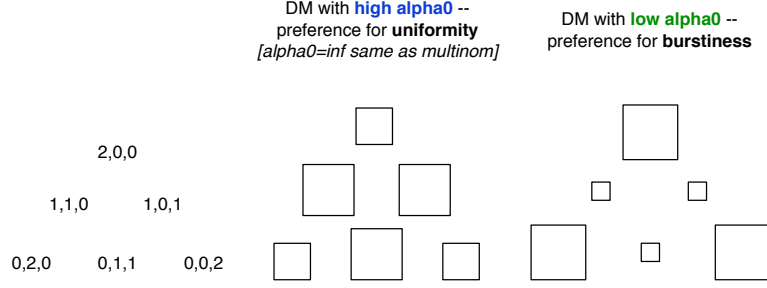 DM with high alpha0 --
preference for uniformity
[alpha0=inf same as multinom]
DM with low alpha0 --
preference for burstiness
2,0,0
1,1,0 1,0,1
0,2,0 0,1,1 0,0,2